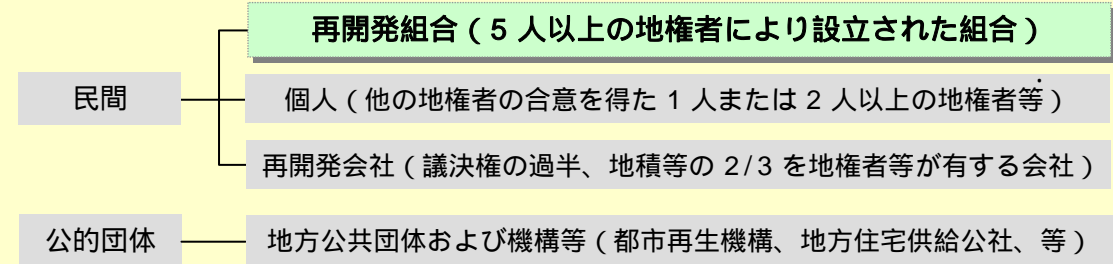 再開発組合（5 人以上の地権者により設立された組合）
民間
個人（他の地権者の合意を得た 1 人または 2 人以上の地権者等）
再開発会社（議決権の過半、地積等の 2/3 を地権者等が有する会社）
公的団体
地方公共団体および機構等（都市再生機構、地方住宅供給公社、等）